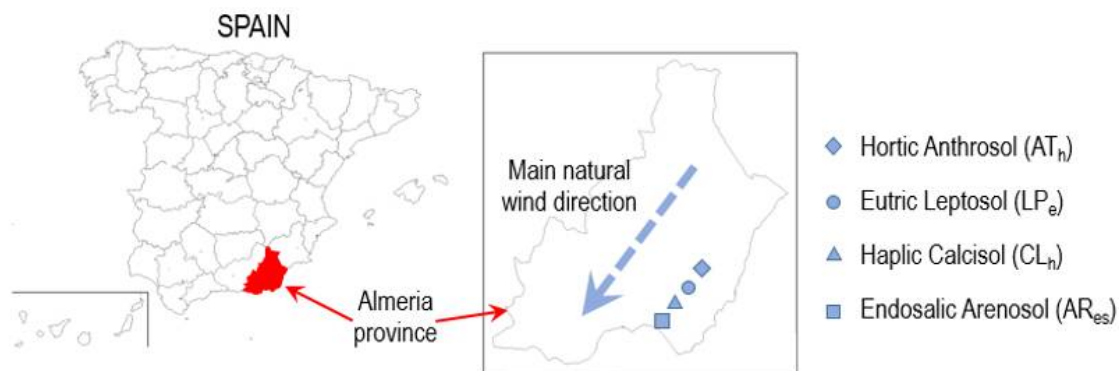 SPAIN
Almeria
province
Main natural
wind direction
Hortic Anthrosol (ATh)
Eutric Leptosol (LPe)
Haplic Calcisol (CLh)
Endosalic Arenosol (ARes)